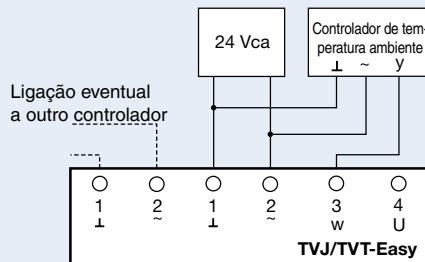 24 Vca
Controlador de tem-
peratura ambiente
⊥ ~ y
Ligação eventual
a outro controlador
1 2 1 2 3 4
⊥ ~ ⊥ ~ w U
TVJ/TVT-Easy